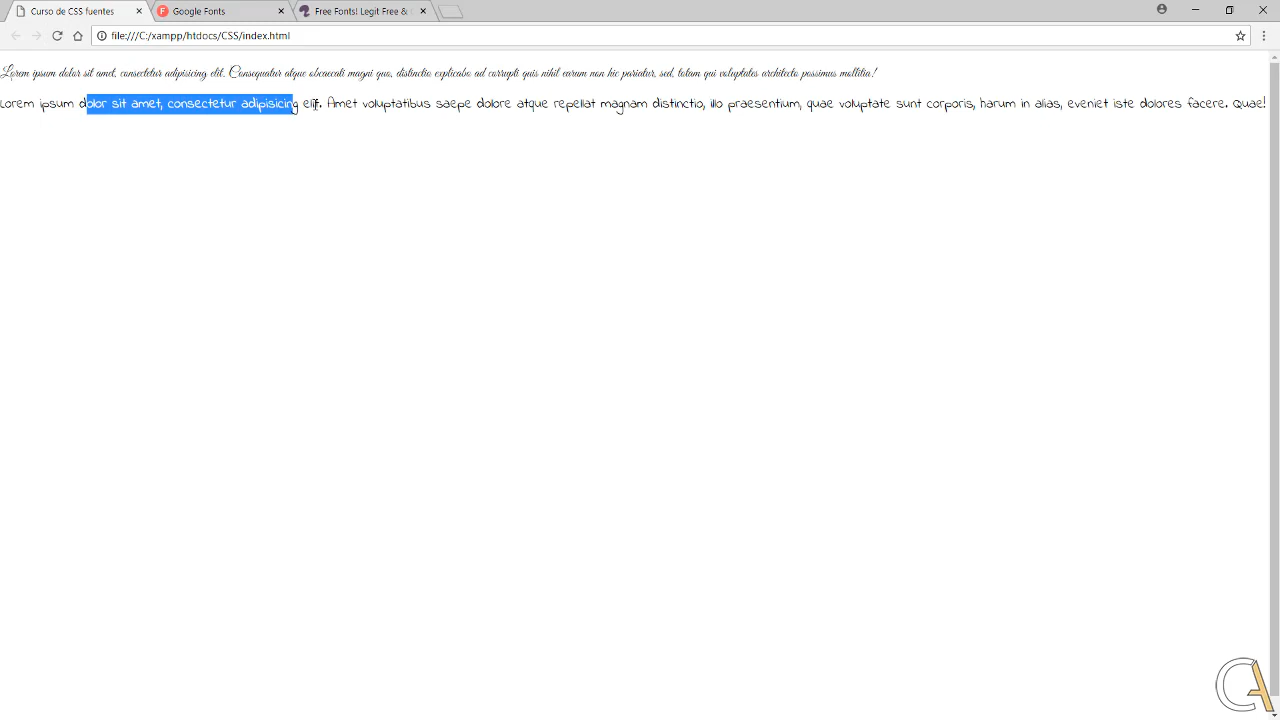 Curso de CSS fuentes
Google Fonts
Free Fonts! Legit Free &
file:///C:/xampp/htdocs/CSS/index.html
Lorem ipsum dolor sit amet, consectetur adipisicing elit. Consequatur atque obcaecati magni quo, distinctio explicabo ad corrupti quis nihil earum non hic pariatur, sed, totam qui voluptates architecto possimus mollitia!
Lorem ipsum dolor sit amet, consectetur adipisicing elit. Amet voluptatibus saepe dolore atque repellat magnam distinctio, illo praesentium, quae voluptate sunt corporis, harum in alias, eveniet iste dolores facere. Quae!
CA